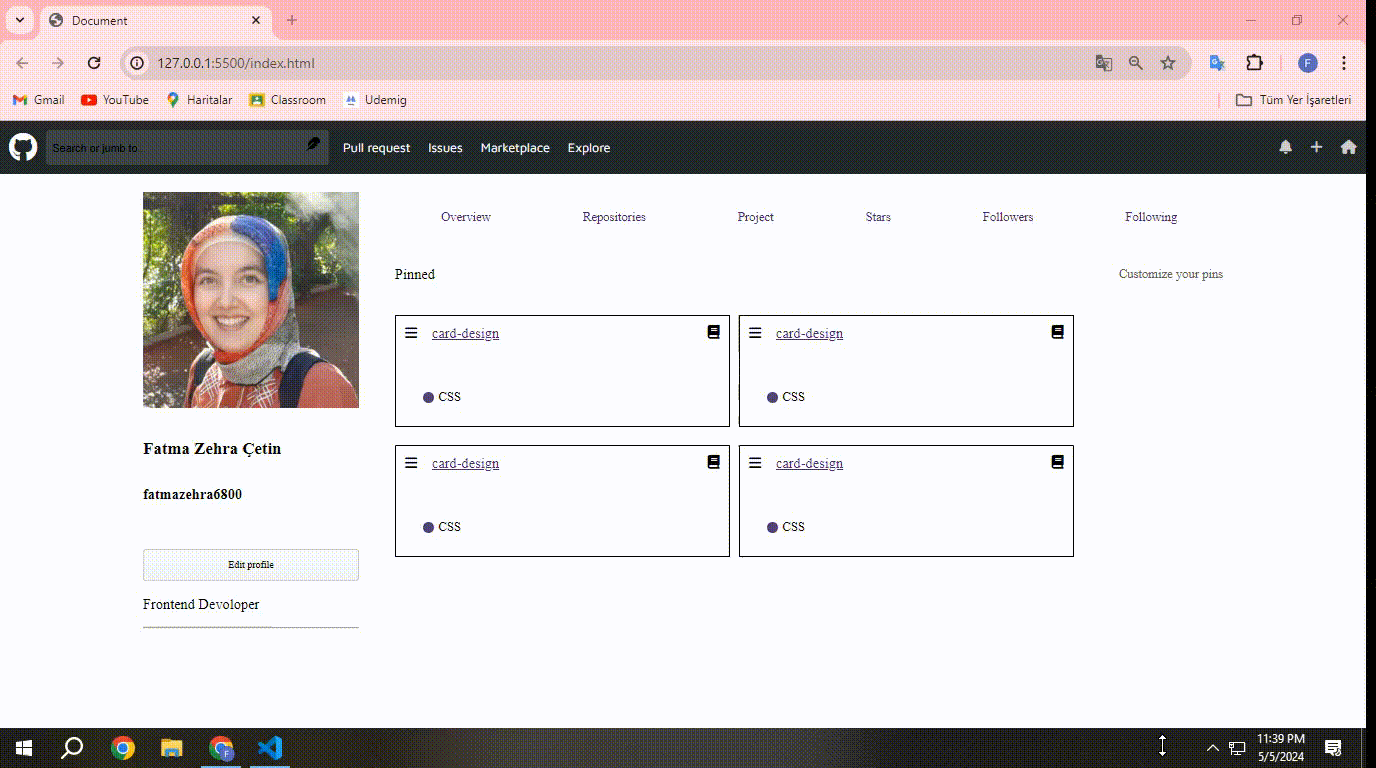 Document
127.0.0.1:5500/index.html
Gmail YouTube Haritalar Classroom Udemig Tüm Yer İşaretleri
Search or jumb to.. Pull request Issues Marketplace Explore
Overview Repositories Project Stars Followers Following
Pinned Customize your pins
card-design card-design
CSS CSS
card-design card-design
CSS CSS
Fatma Zehra Çetin
fatmazehra6800
Edit profile
Frontend Devoloper
F
F
11:39 PM
5/5/2024